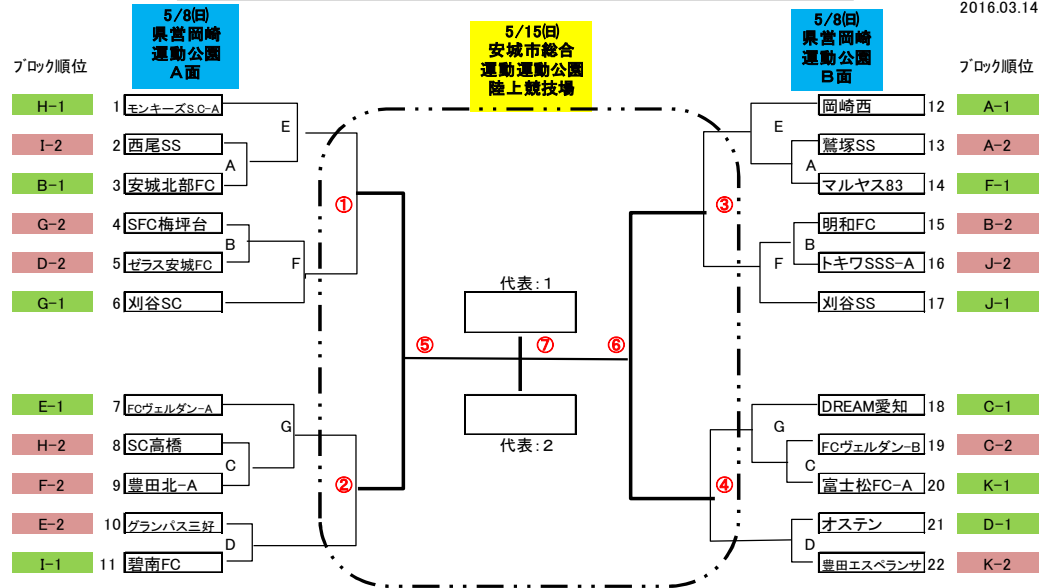 2016.03.14
5/8(日)
県営岡崎
運動公園
A面
5/15(日)
安城市総合
運動運動公園
陸上競技場
5/8(日)
県営岡崎
運動公園
B面
ブロック順位
ブロック順位
H-1 1 モンキーズS.C-A
I-2 2 西尾SS
B-1 3 安城北部FC
G-2 4 SFC梅坪台
D-2 5 ゼラス安城FC
G-1 6 刈谷SC
E-1 7 FCヴェルダン-A
H-2 8 SC高橋
F-2 9 豊田北-A
E-2 10 グランパス三好
I-1 11 碧南FC
E
A
B
F
G
C
D
①
②
⑤
代表:1
⑦
代表:2
⑥
③
④
E
A
B
F
G
C
D
岡崎西 12 A-1
鷲塚SS 13 A-2
マルヤス83 14 F-1
明和FC 15 B-2
トキワSSS-A 16 J-2
刈谷SS 17 J-1
DREAM愛知 18 C-1
FCヴェルダン-B 19 C-2
富士松FC-A 20 K-1
オステン 21 D-1
豊田エスペランサ 22 K-2